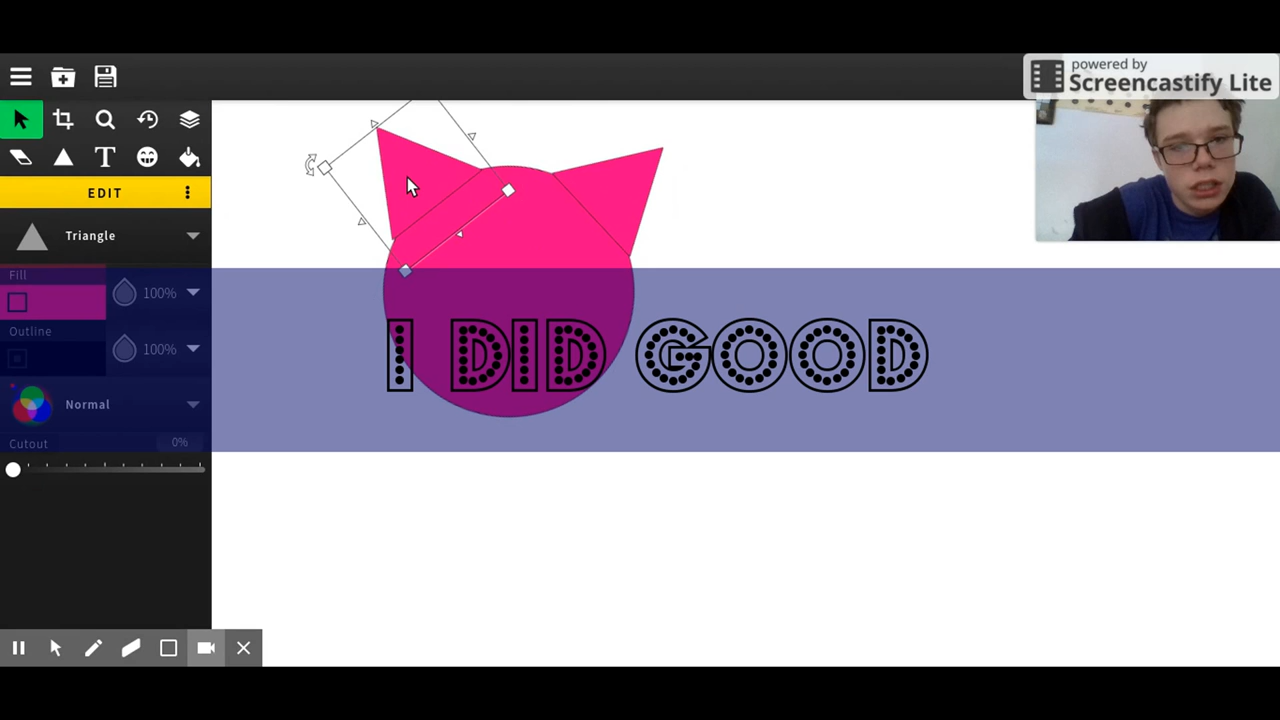 powered by
Screencastify Lite
EDIT
Triangle
Fill
100%
Outline
100%
Normal
Cutout
0%
I DID GOOD